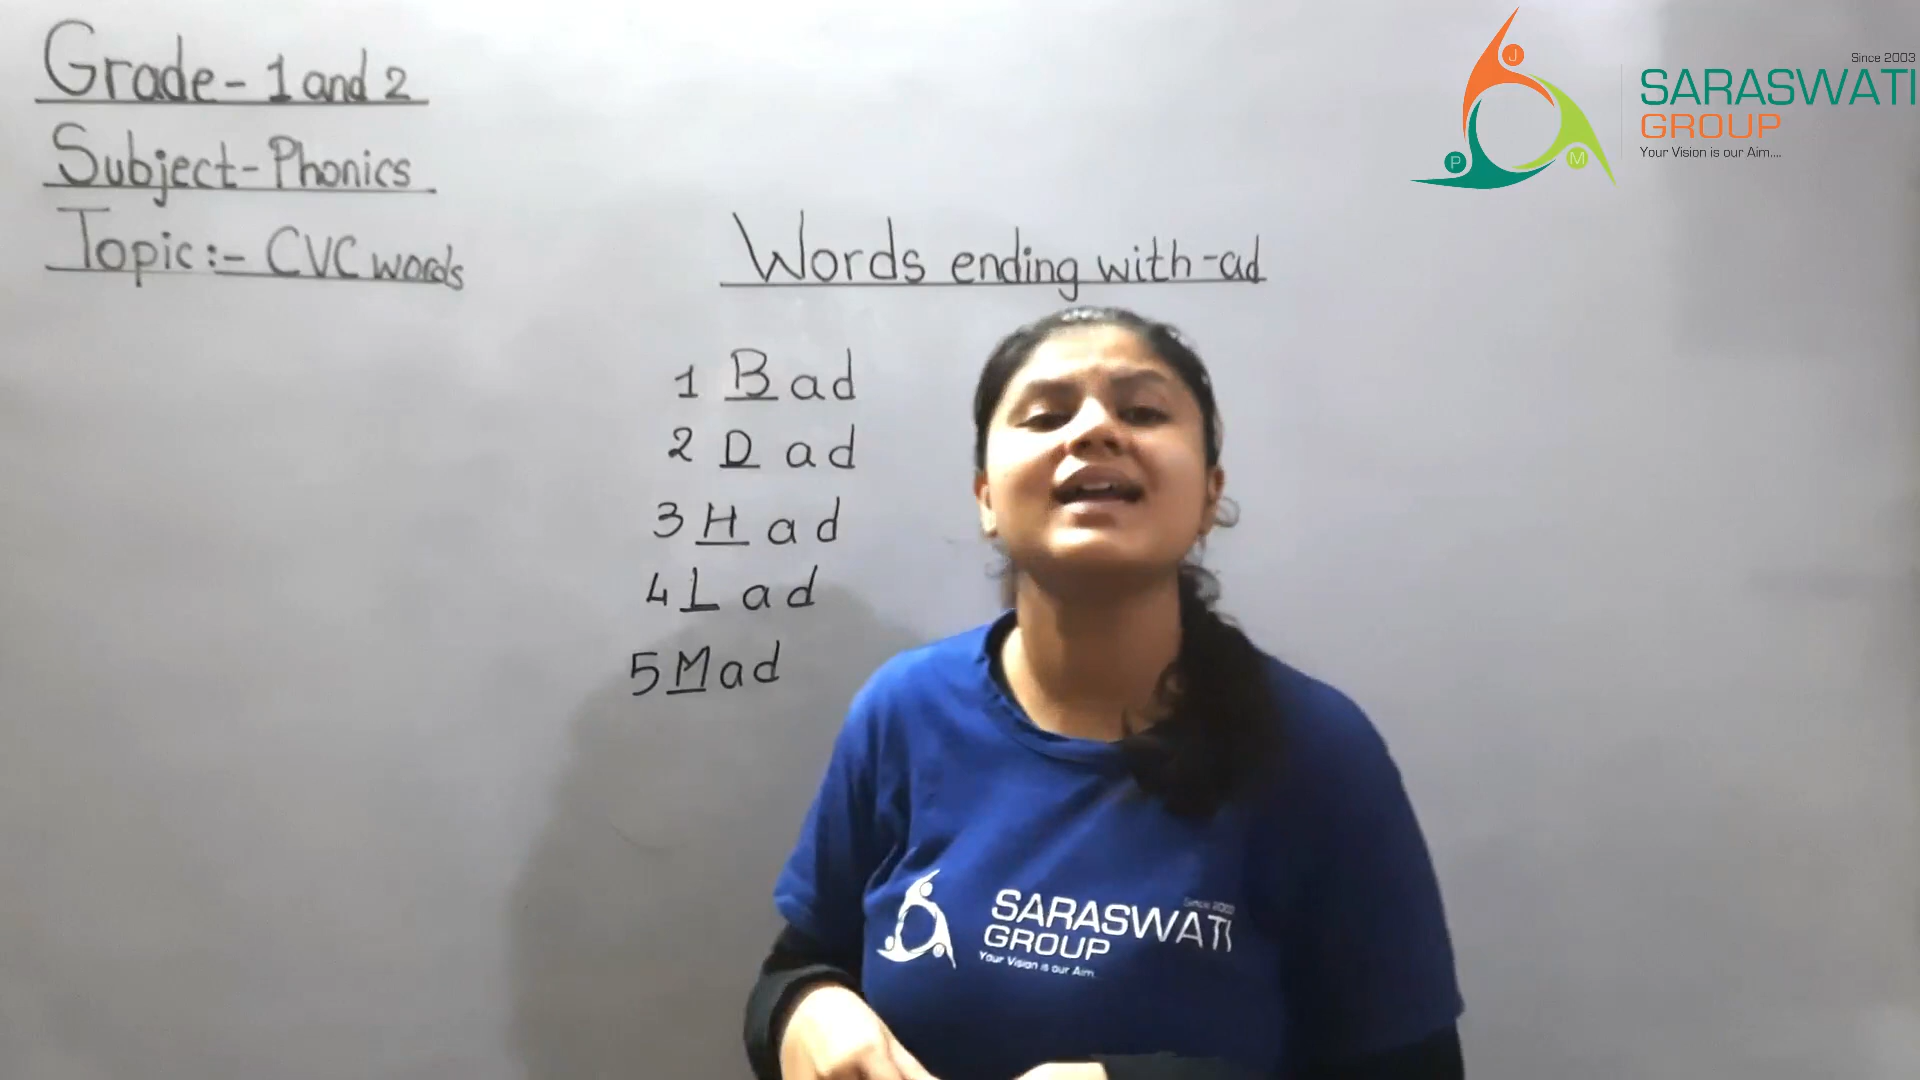 Grade - 1 and 2
Subject - Phonics
Topic :- CVC words
Since 2003
SARASWATI
GROUP
Your Vision is our Aim....
J
P
M
Words ending with -ad
1 Bad
2 Dad
3 Had
4 Lad
5 Mad
Since 2003
SARASWATI
GROUP
Your Vision is our Aim